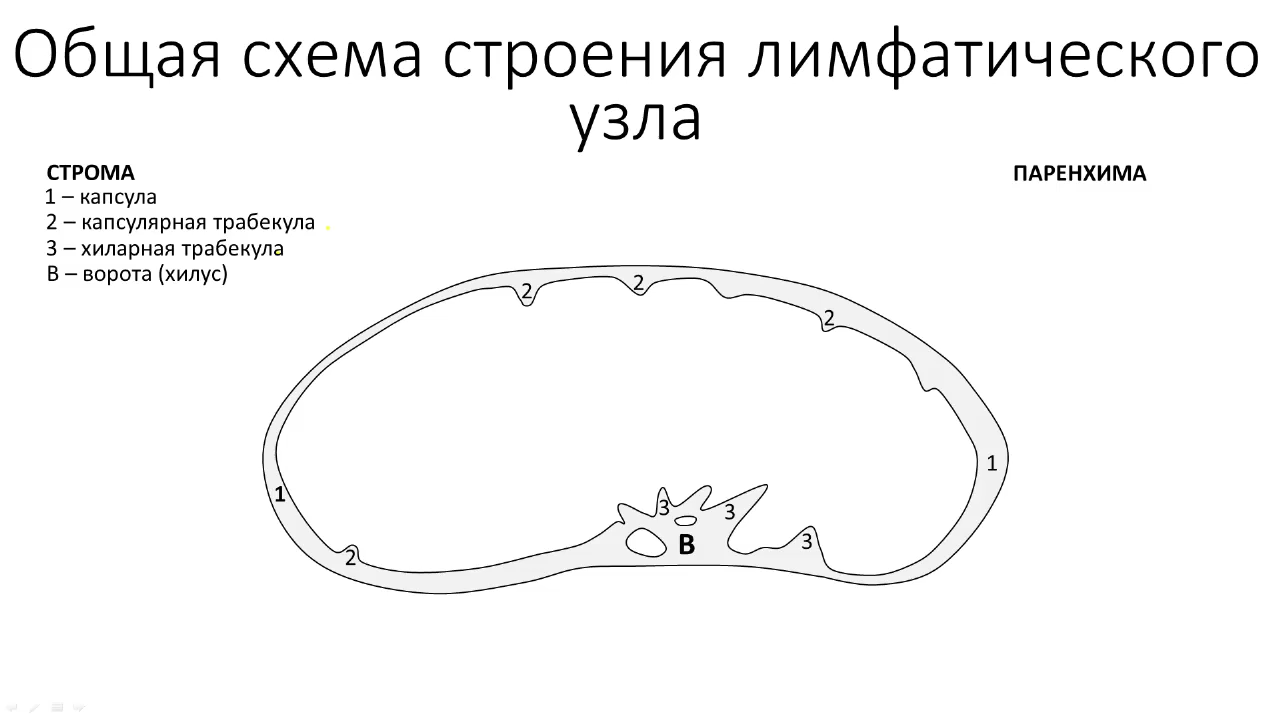 Общая схема строения лимфатического
узла
СТРОМА
1 – капсула
2 – капсулярная трабекула
3 – хиларная трабекула
В – ворота (хилус)
ПАРЕНХИМА
2
2
2
1
1
3
3
В
3
2